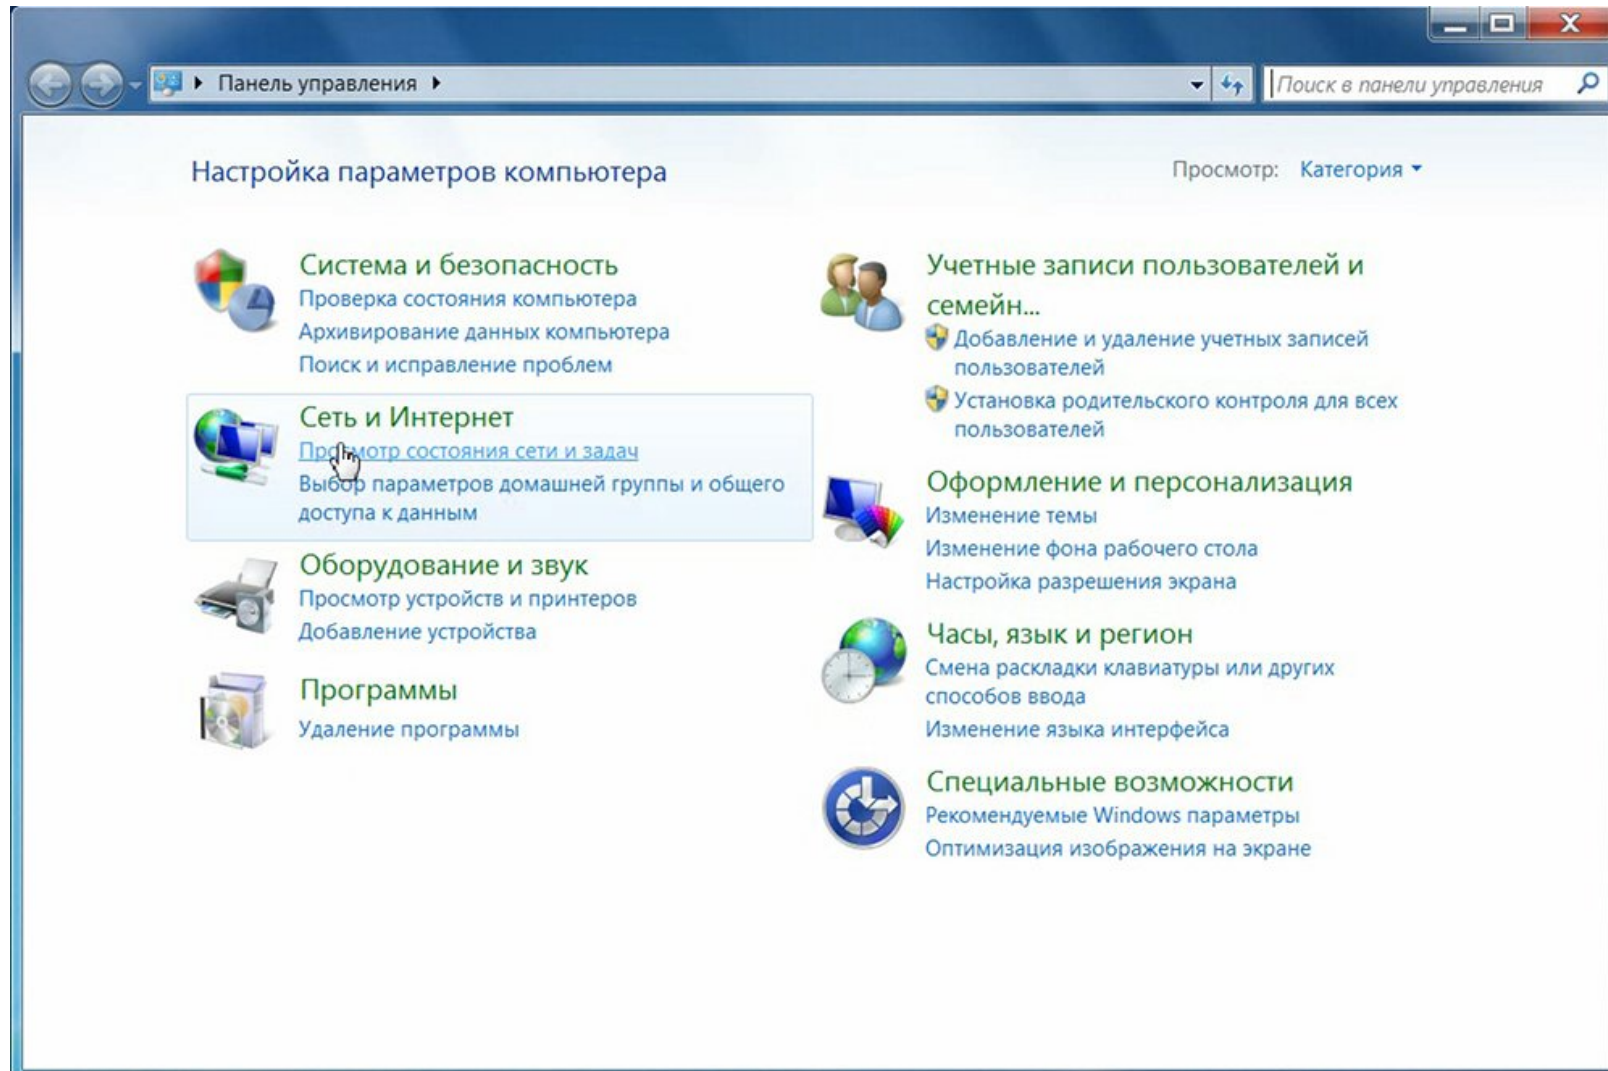 Панель управления
Поиск в панели управления
Настройка параметров компьютера
Просмотр: Категория
Система и безопасность
Проверка состояния компьютера
Архивирование данных компьютера
Поиск и исправление проблем
Сеть и Интернет
Просмотр состояния сети и задач
Выбор параметров домашней группы и общего
доступа к данным
Оборудование и звук
Просмотр устройств и принтеров
Добавление устройства
Программы
Удаление программы
Учетные записи пользователей и
семейн...
Добавление и удаление учетных записей
пользователей
Установка родительского контроля для всех
пользователей
Оформление и персонализация
Изменение темы
Изменение фона рабочего стола
Настройка разрешения экрана
Часы, язык и регион
Смена раскладки клавиатуры или других
способов ввода
Изменение языка интерфейса
Специальные возможности
Рекомендуемые Windows параметры
Оптимизация изображения на экране